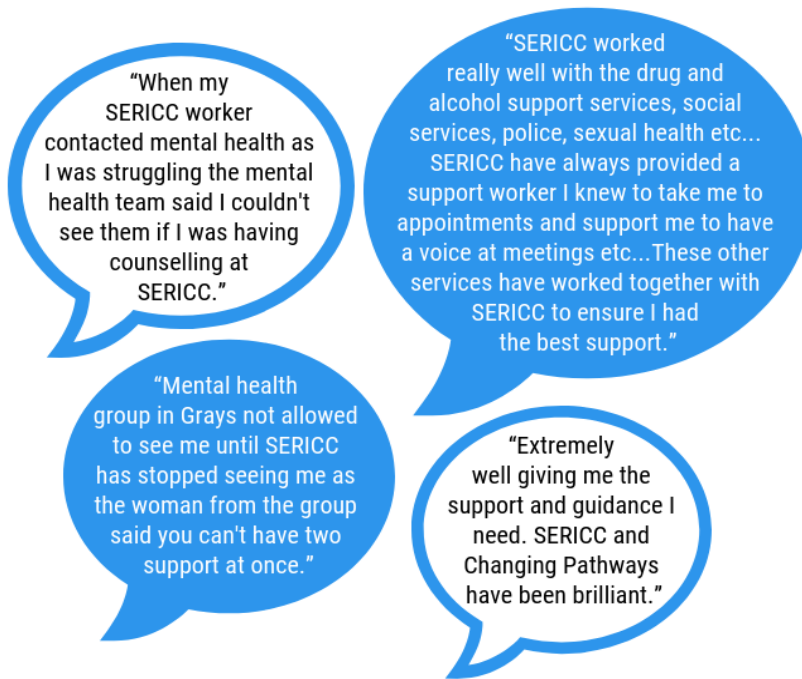 “When my
SERICC worker
contacted mental health as
I was struggling the mental
health team said I couldn't
see them if I was having
counselling at
SERICC.”
“SERICC worked
really well with the drug and
alcohol support services, social
services, police, sexual health etc...
SERICC have always provided a
support worker I knew to take me to
appointments and support me to have
a voice at meetings etc...These other
services have worked together with
SERICC to ensure I had
the best support.”
“Mental health
group in Grays not allowed
to see me until SERICC
has stopped seeing me as
the woman from the group
said you can't have two
support at once.”
“Extremely
well giving me the
support and guidance I
need. SERICC and
Changing Pathways
have been brilliant.”